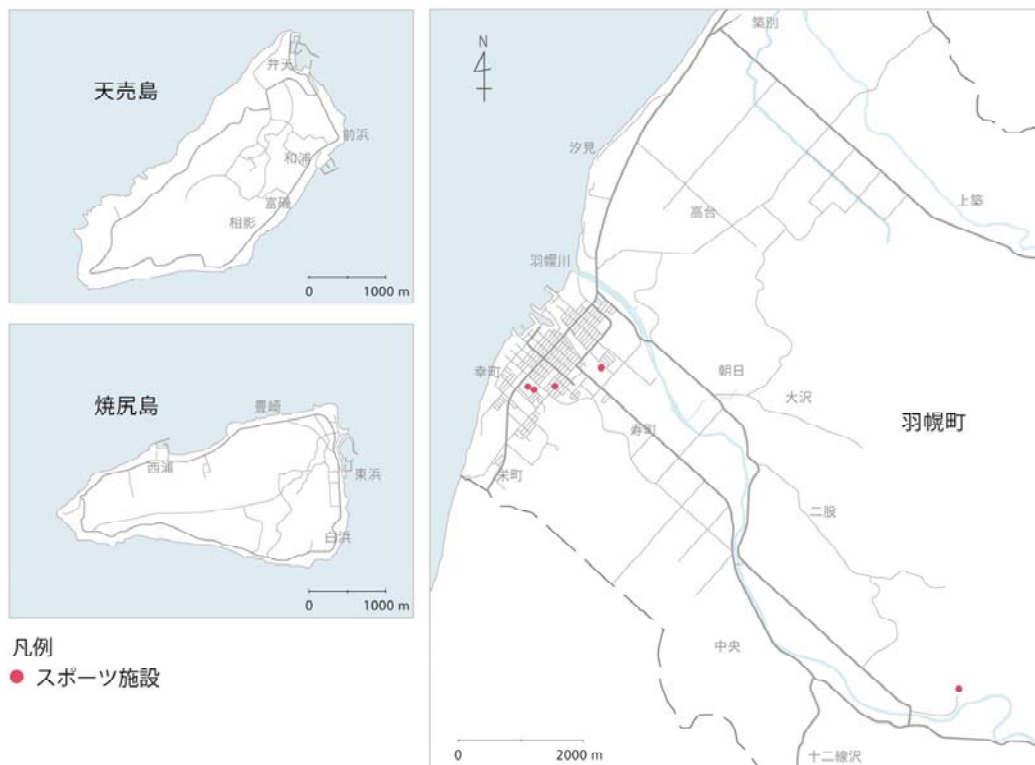 天売島
弁天
前浜
和浦
富磯
相影
0 1000 m
焼尻島
豊崎
西浦
東浜
白浜
0 1000 m
凡例
スポーツ施設
N
築別
汐見
高台
上築
羽幌川
幸町
朝日
大沢
羽幌町
寿町
栄町
二股
中央
十二線沢
0 2000 m